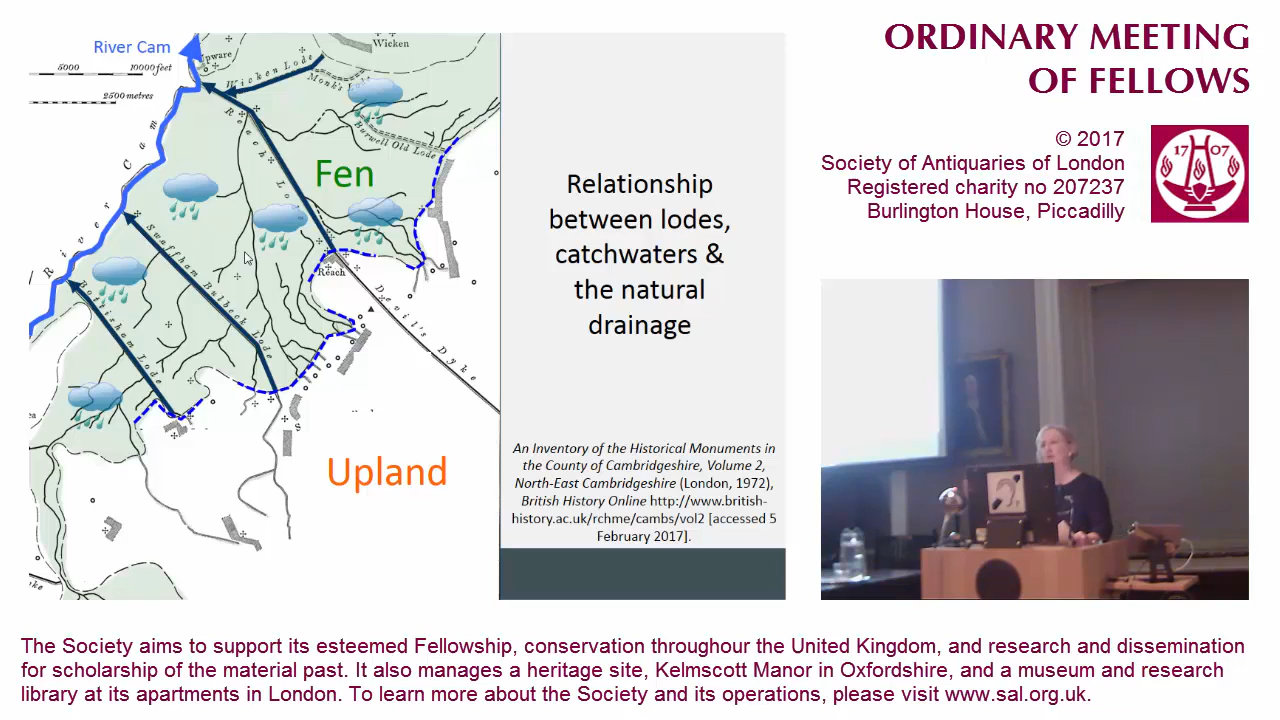 River Cam
5000 10000 feet
2500 metres
Upware
Wicken
Wicken Lode
Monk's Lode
Burwell Old Lode
Reach Lode
River Cam
Swaffham Bulbeck Lode
Bottisham Lode
Reach
Devil's Dyke
Fen
Upland
Relationship
between lodes,
catchwaters &
the natural
drainage
An Inventory of the Historical Monuments in
the County of Cambridgeshire, Volume 2,
North-East Cambridgeshire (London, 1972),
British History Online http://www.british-
history.ac.uk/rchme/cambs/vol2 [accessed 5
February 2017].
ORDINARY MEETING
OF FELLOWS
© 2017
Society of Antiquaries of London
Registered charity no 207237
Burlington House, Piccadilly
17 07
The Society aims to support its esteemed Fellowship, conservation throughour the United Kingdom, and research and dissemination
for scholarship of the material past. It also manages a heritage site, Kelmscott Manor in Oxfordshire, and a museum and research
library at its apartments in London. To learn more about the Society and its operations, please visit www.sal.org.uk.